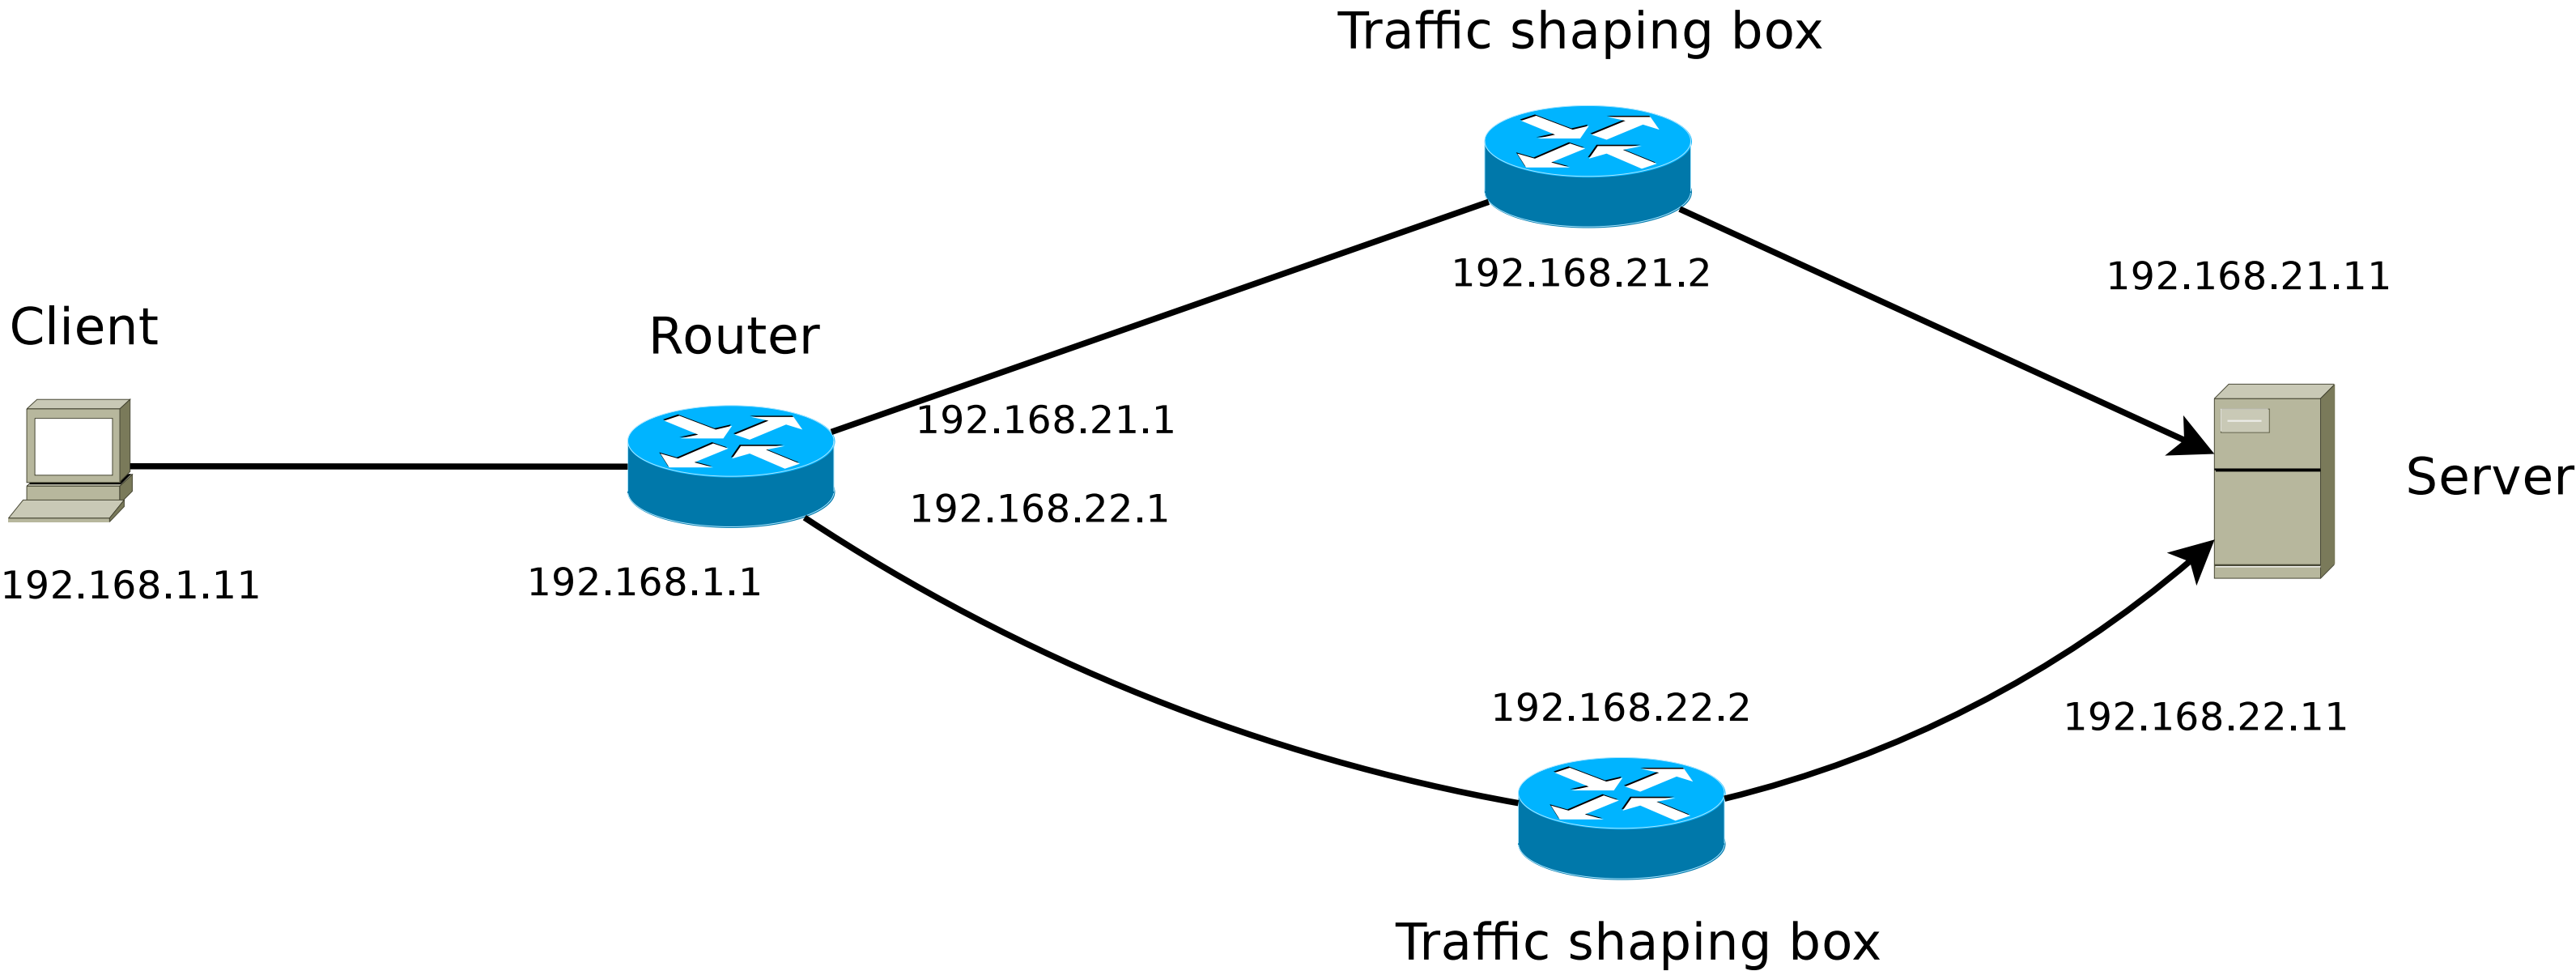 Traffic shaping box
192.168.21.2
192.168.21.11
Client
Router
192.168.21.1
Server
192.168.22.1
192.168.1.11
192.168.1.1
192.168.22.2
192.168.22.11
Traffic shaping box